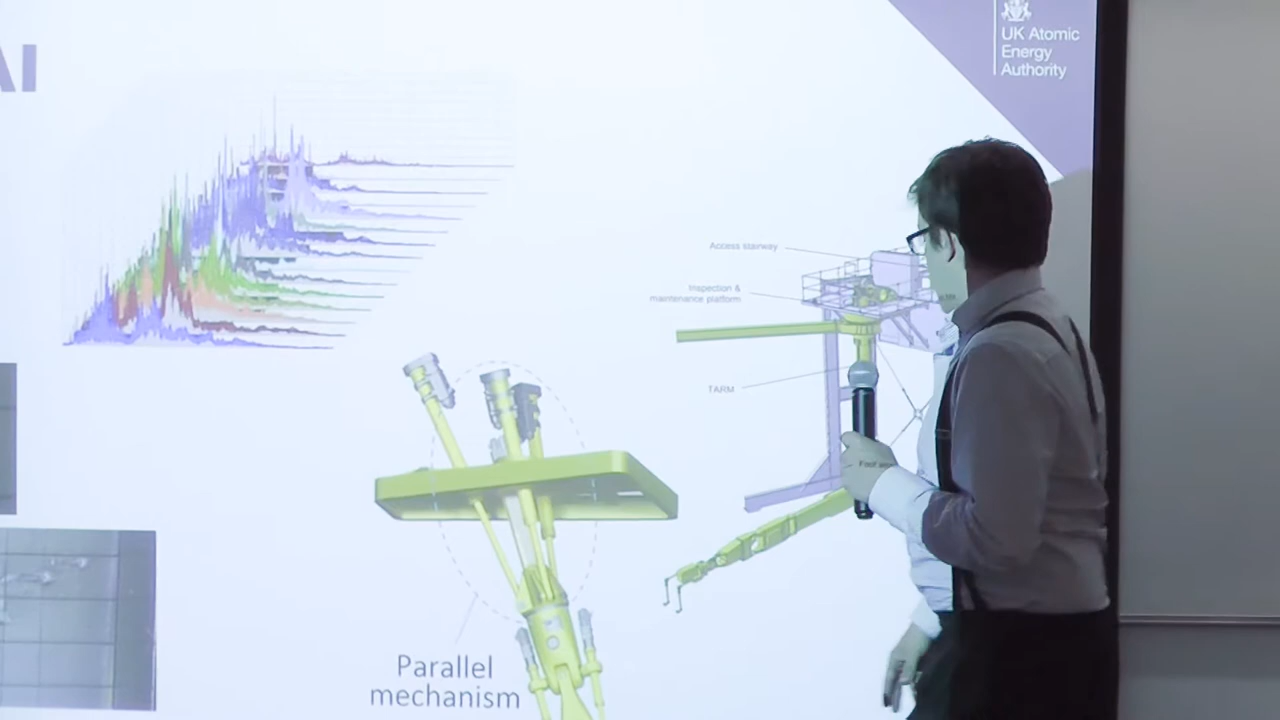 AI
UK Atomic
Energy
Authority
Access stairway
Inspection &
maintenance platform
TARM
Parallel
mechanism